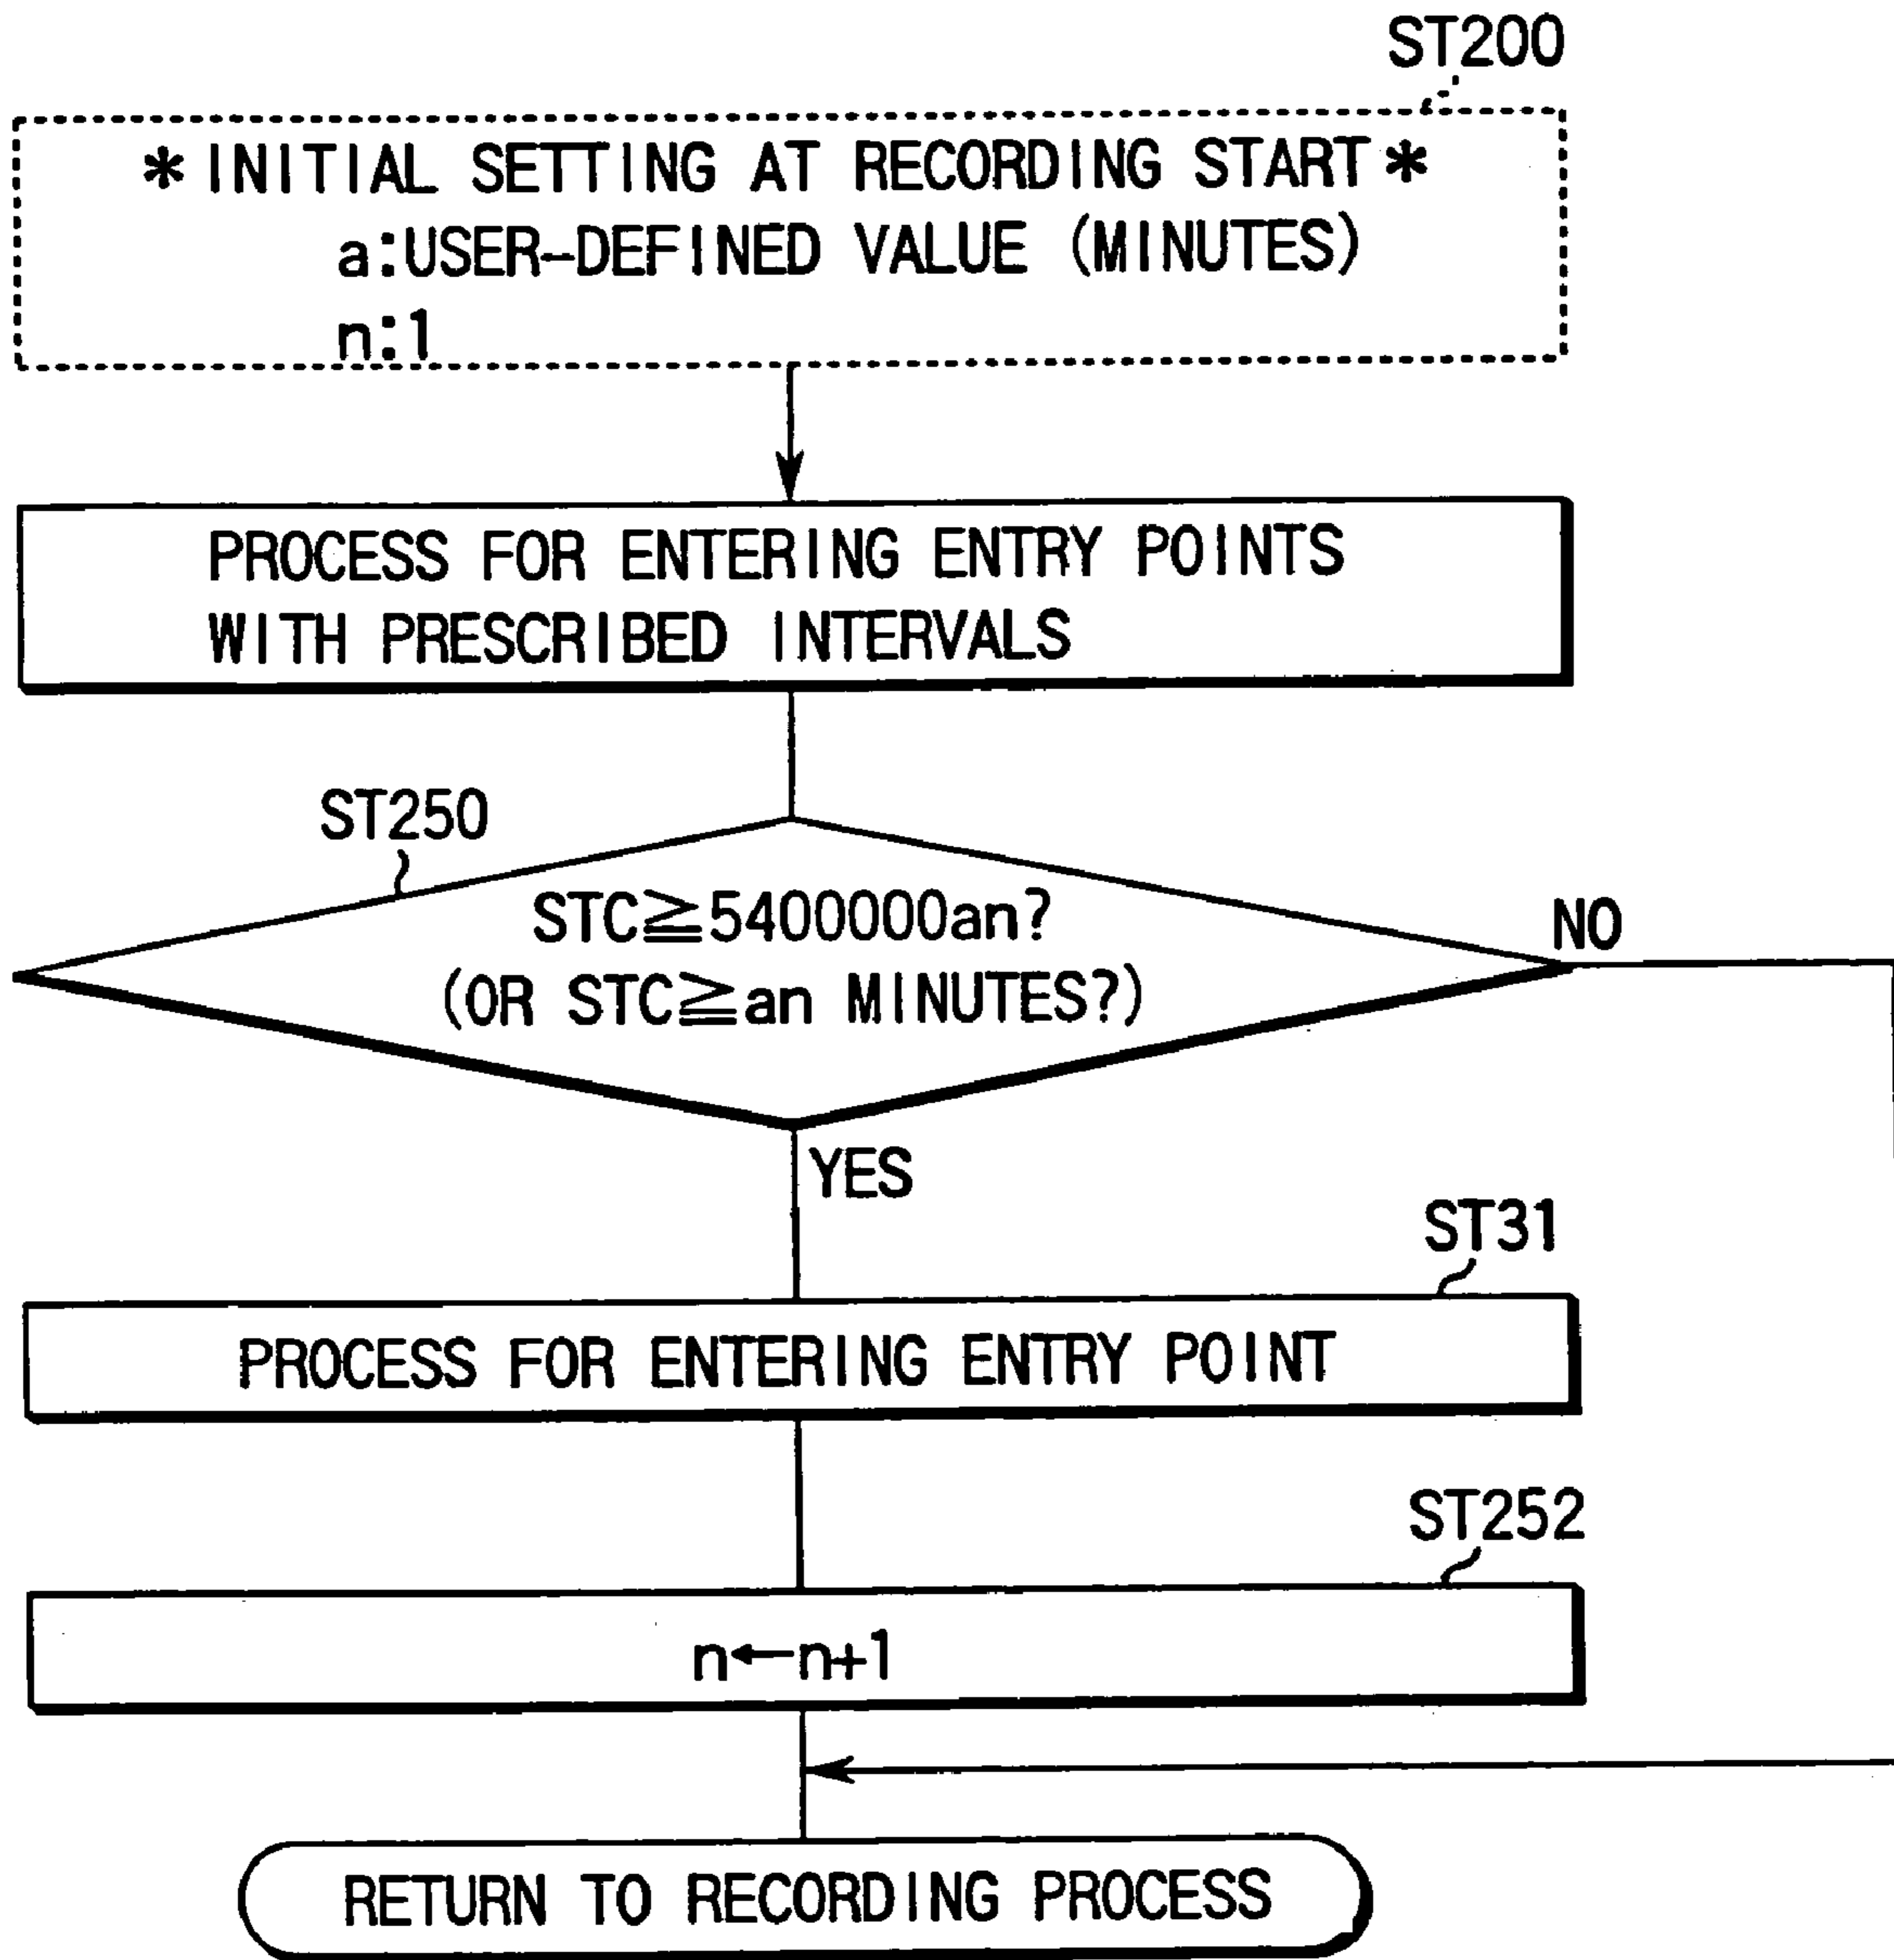 ST200
* INITIAL SETTING AT RECORDING START *
a:USER-DEFINED VALUE (MINUTES)
n:1
PROCESS FOR ENTERING ENTRY POINTS
WITH PRESCRIBED INTERVALS
ST250
STC≧5400000an?
(OR STC≧an MINUTES?)
NO
YES
ST31
PROCESS FOR ENTERING ENTRY POINT
ST252
n←n+1
RETURN TO RECORDING PROCESS